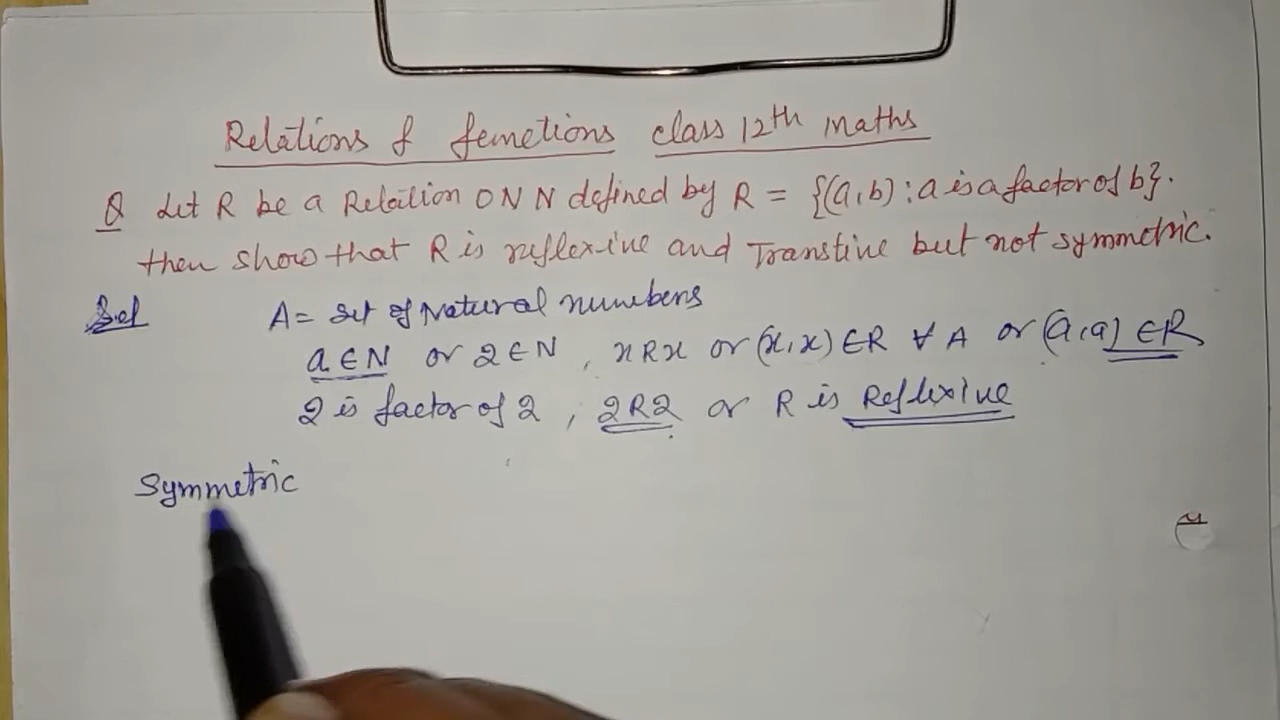 Relations & functions class 12th maths
Q Let R be a Relation ON N defined by R = {(a,b) : a is a factor of b}.
then show that R is reflexive and Transtive but not symmetric.
Sol A = set of Natural numbers
a ∈ N or 2 ∈ N , x R x or (x,x) ∈ R ∀ A or (a,a) ∈ R
2 is factor of 2 , 2R2 or R is Reflexive
Symmetric